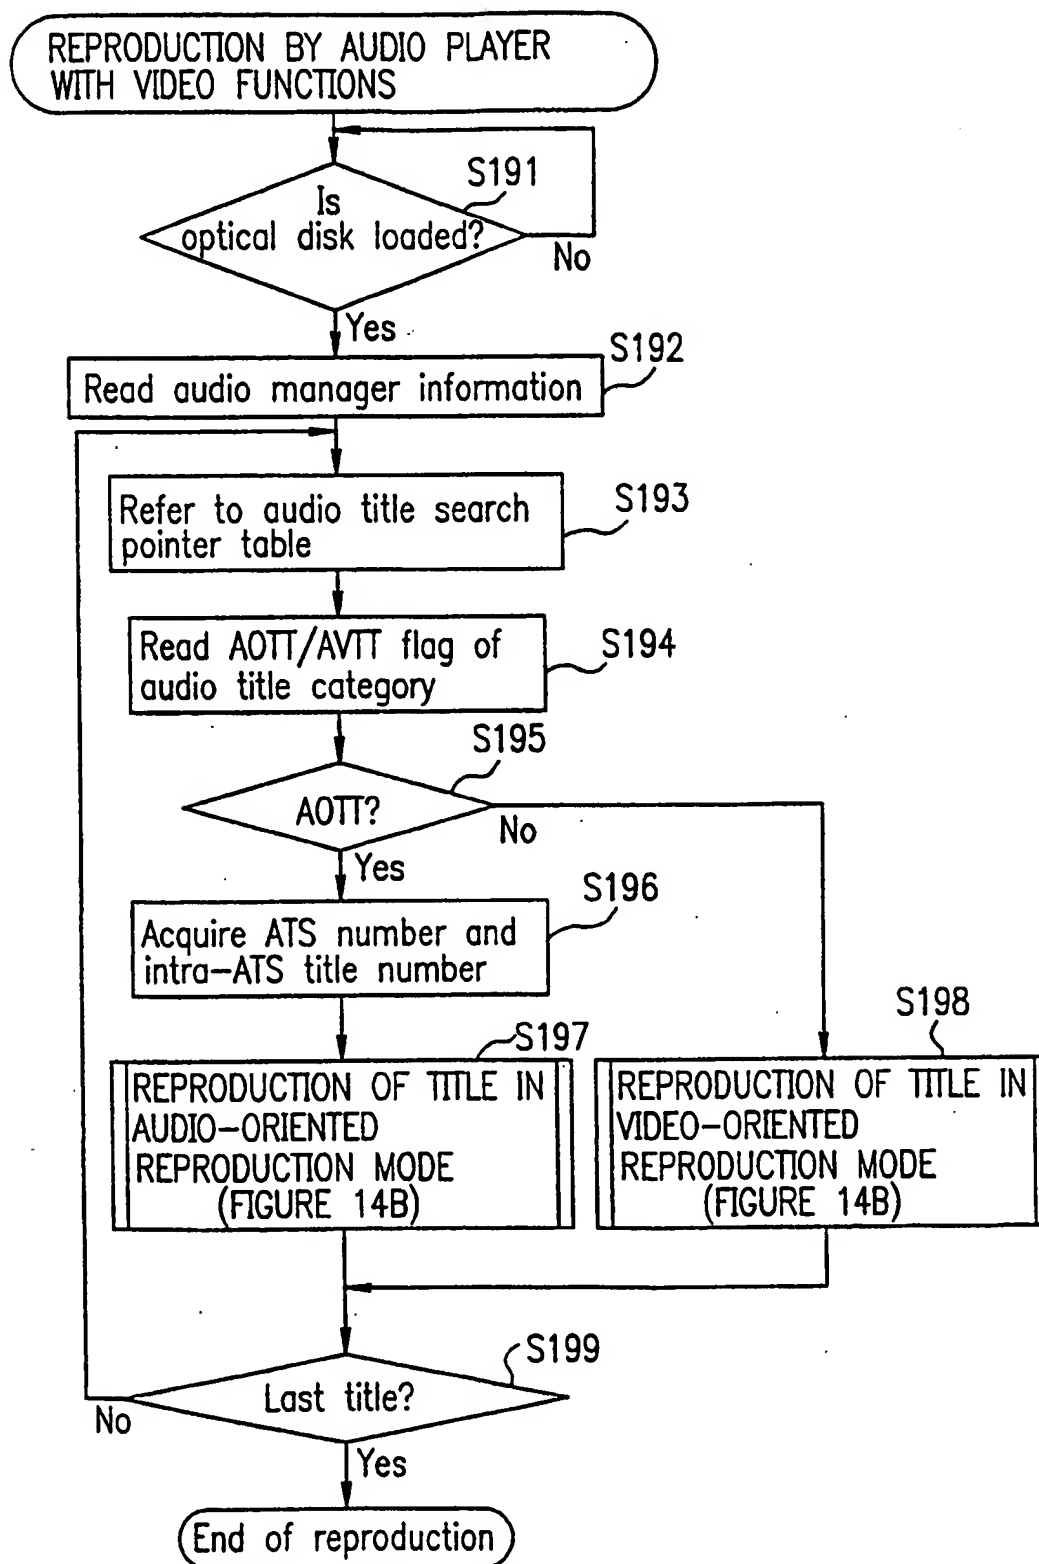 REPRODUCTION BY AUDIO PLAYER
WITH VIDEO FUNCTIONS
S191
Is
optical disk loaded?
No
Yes
S192
Read audio manager information
S193
Refer to audio title search
pointer table
S194
Read AOTT/AVTT flag of
audio title category
S195
AOTT?
No
Yes
S196
Acquire ATS number and
intra-ATS title number
S197
REPRODUCTION OF TITLE IN
AUDIO-ORIENTED
REPRODUCTION MODE
(FIGURE 14B)
S198
REPRODUCTION OF TITLE IN
VIDEO-ORIENTED
REPRODUCTION MODE
(FIGURE 14B)
S199
Last title?
No
Yes
End of reproduction